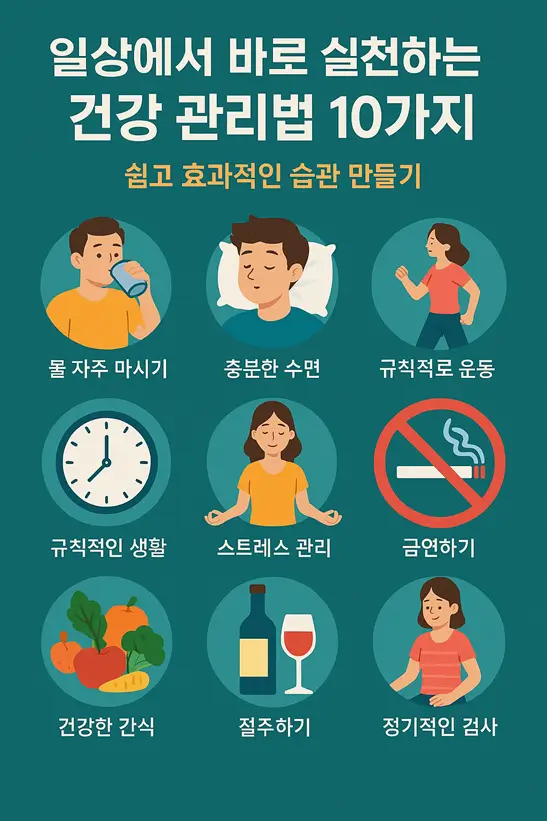 일상에서 바로 실천하는
건강 관리법 10가지
쉽고 효과적인 습관 만들기
물 자주 마시기
충분한 수면
규칙적로 운동
규칙적인 생활
스트레스 관리
금연하기
건강한 간식
절주하기
정기적인 검사